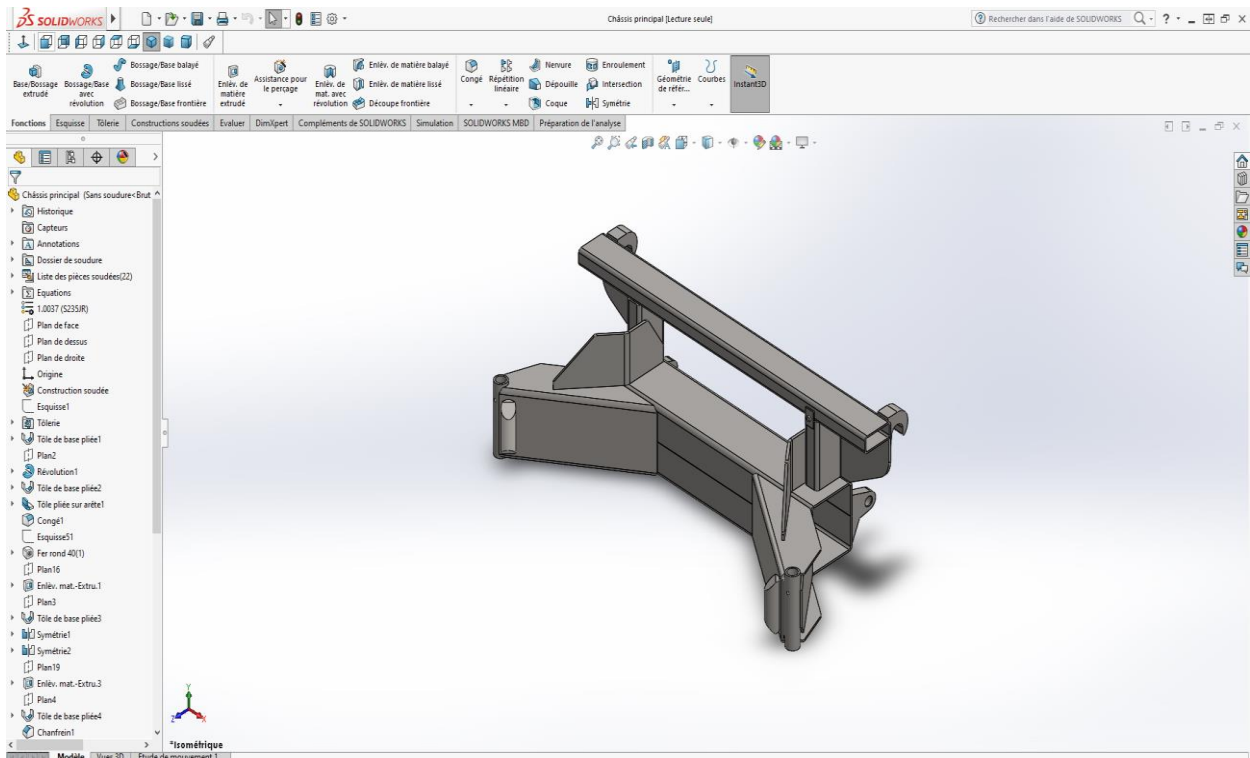 SOLIDWORKS
Châssis principal [Lecture seule]
Rechercher dans l'aide de SOLIDWORKS
Base/Bossage extrudé
Bossage/Base avec révolution
Bossage/Base balayé
Bossage/Base lissé
Bossage/Base frontière
Enlèv. de matière extrudé
Assistance pour le perçage
Enlèv. de mat. avec révolution
Enlèv. de matière balayé
Enlèv. de matière lissé
Découpe frontière
Congé
Répétition linéaire
Nervure
Dépouille
Coque
Enroulement
Intersection
Symétrie
Géométrie de référ...
Courbes
Instant3D
Fonctions Esquisse Tôlerie Constructions soudées Evaluer DimXpert Compléments de SOLIDWORKS Simulation SOLIDWORKS MBD Préparation de l'analyse
Châssis principal (Sans soudure<Brut
Historique
Capteurs
Annotations
Dossier de soudure
Liste des pièces soudées(22)
Equations
1.0037 (S235JR)
Plan de face
Plan de dessus
Plan de droite
Origine
Construction soudée
Esquisse1
Tôlerie
Tôle de base pliée1
Plan2
Révolution1
Tôle de base pliée2
Tôle pliée sur arête1
Congé1
Esquisse51
Fer rond 40(1)
Plan16
Enlèv. mat.-Extru.1
Plan3
Tôle de base pliée3
Symétrie1
Symétrie2
Plan19
Enlèv. mat.-Extru.3
Plan4
Tôle de base pliée4
Chanfrein1
Y
Z
X
*Isométrique
Modèle Vues 3D Etude de mouvement 1